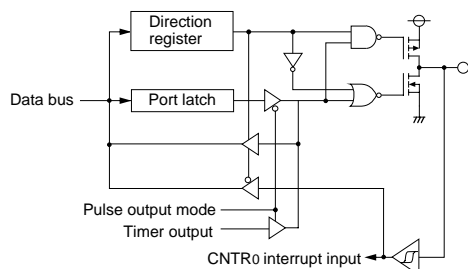 Direction
register
Data bus
Port latch
Pulse output mode
Timer output
CNTR0 interrupt input